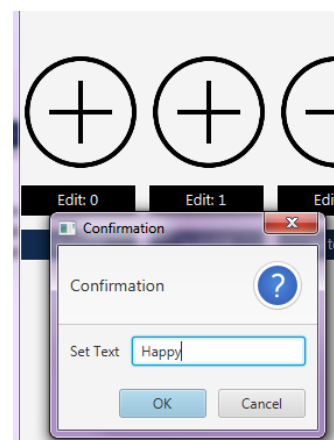 Edit: 0 Edit: 1
Confirmation
Confirmation
Set Text Happy
OK Cancel